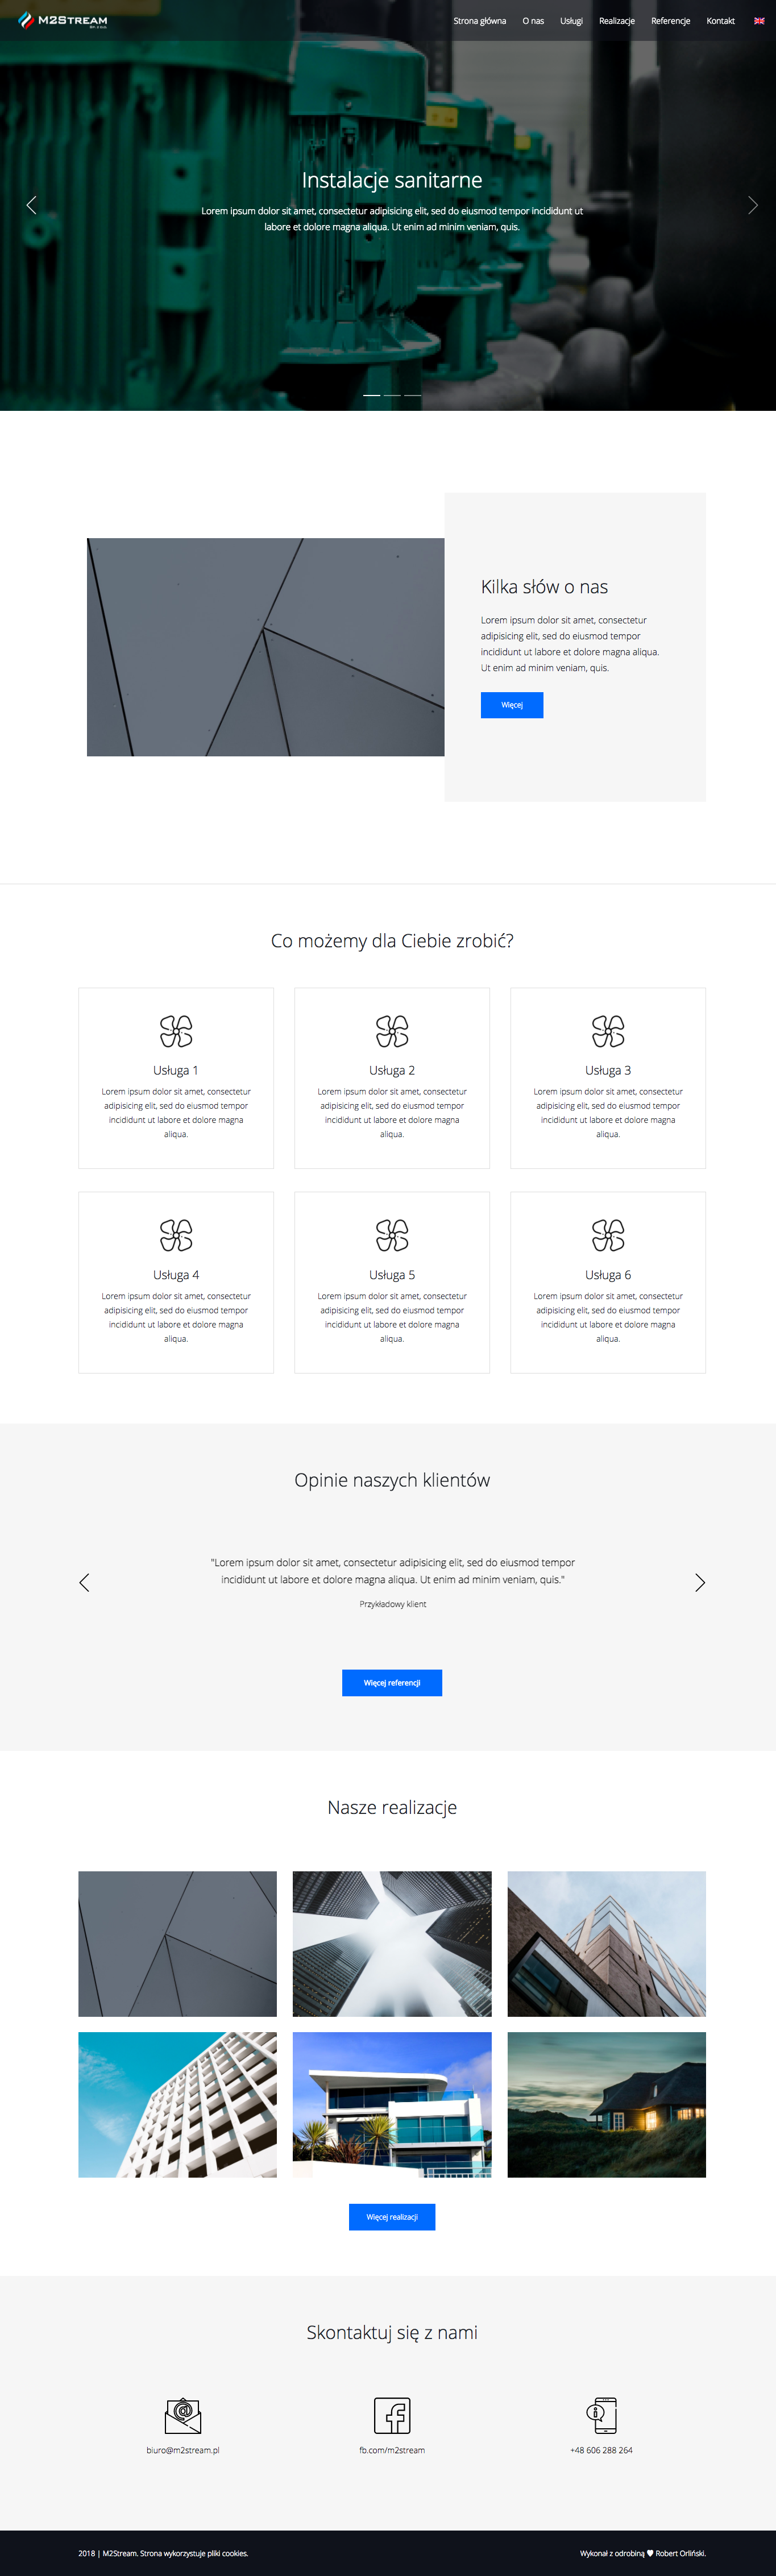 M2Stream
Strona główna O nas Usługi Realizacje Referencje Kontakt
Instalacje sanitarne
Lorem ipsum dolor sit amet, consectetur adipisicing elit, sed do eiusmod tempor incididunt ut
labore et dolore magna aliqua. Ut enim ad minim veniam, quis.
Kilka słów o nas
Lorem ipsum dolor sit amet, consectetur
adipisicing elit, sed do eiusmod tempor
incididunt ut labore et dolore magna aliqua.
Ut enim ad minim veniam, quis.
Więcej
Co możemy dla Ciebie zrobić?
Usługa 1
Lorem ipsum dolor sit amet, consectetur
adipisicing elit, sed do eiusmod tempor
incididunt ut labore et dolore magna
aliqua.
Usługa 2
Lorem ipsum dolor sit amet, consectetur
adipisicing elit, sed do eiusmod tempor
incididunt ut labore et dolore magna
aliqua.
Usługa 3
Lorem ipsum dolor sit amet, consectetur
adipisicing elit, sed do eiusmod tempor
incididunt ut labore et dolore magna
aliqua.
Usługa 4
Lorem ipsum dolor sit amet, consectetur
adipisicing elit, sed do eiusmod tempor
incididunt ut labore et dolore magna
aliqua.
Usługa 5
Lorem ipsum dolor sit amet, consectetur
adipisicing elit, sed do eiusmod tempor
incididunt ut labore et dolore magna
aliqua.
Usługa 6
Lorem ipsum dolor sit amet, consectetur
adipisicing elit, sed do eiusmod tempor
incididunt ut labore et dolore magna
aliqua.
Opinie naszych klientów
"Lorem ipsum dolor sit amet, consectetur adipisicing elit, sed do eiusmod tempor
incididunt ut labore et dolore magna aliqua. Ut enim ad minim veniam, quis."
Przykładowy klient
Więcej referencji
Nasze realizacje
Więcej realizacji
Skontaktuj się z nami
biuro@m2stream.pl
fb.com/m2stream
+48 606 288 264
2018 | M2Stream. Strona wykorzystuje pliki cookies.
Wykonał z odrobiną ♥ Robert Orliński.